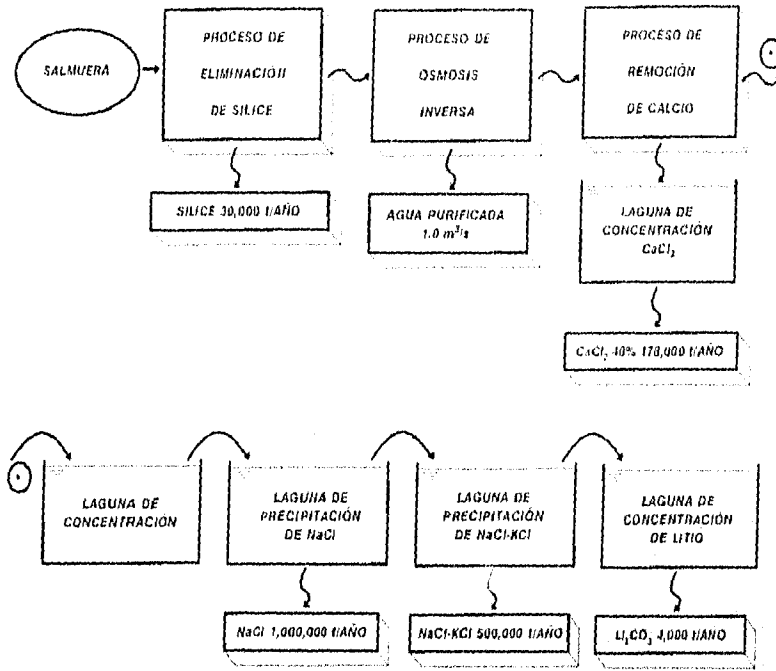 SALMUERA
PROCESO DE
ELIMINACIÓN
DE SILICE
PROCESO DE
OSMOSIS
INVERSA
PROCESO DE
REMOCIÓN
DE CALCIO
SILICE 30,000 t/AÑO
AGUA PURIFICADA
1.0 m³/s
LAGUNA DE
CONCENTRACIÓN
CaCl₂
CaCl₂ 40% 178,000 t/AÑO
LAGUNA DE
CONCENTRACIÓN
LAGUNA DE
PRECIPITACIÓN
DE NaCl
LAGUNA DE
PRECIPITACIÓN
DE NaCl-KCl
LAGUNA DE
CONCENTRACIÓN
DE LITIO
NaCl 1,000,000 t/AÑO
NaCl-KCl 500,000 t/AÑO
Li₂CO₃ 4,000 t/AÑO